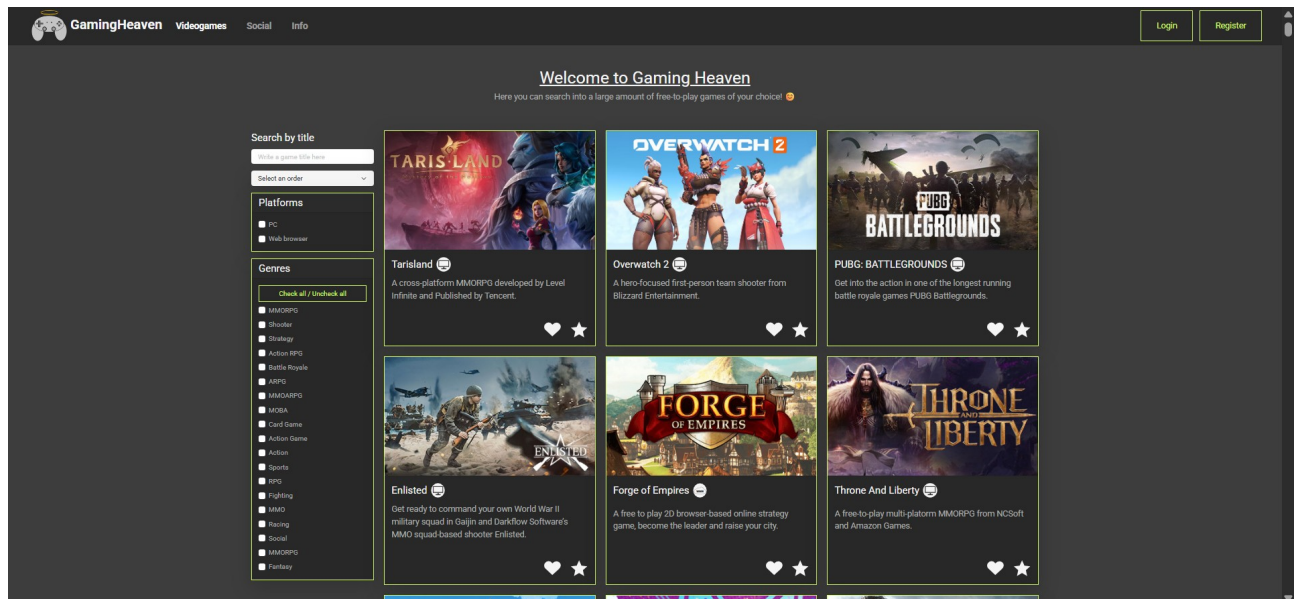 GamingHeaven Videogames Social Info Login Register
Welcome to Gaming Heaven
Here you can search into a large amount of free-to-play games of your choice!
Search by title
Write a game title here
Select an order
Platforms
PC
Web browser
Genres
Check all / Uncheck all
MMORPG
Shooter
Strategy
Action RPG
Battle Royale
ARPG
MMOARPG
MOBA
Card Game
Action Game
Action
Sports
RPG
Fighting
MMO
Racing
Social
MMORPG
Fantasy
TARISLAND
Tarisland
A cross-platform MMORPG developed by Level
Infinite and Published by Tencent.
OVERWATCH 2
Overwatch 2
A hero-focused first-person team shooter from
Blizzard Entertainment.
PUBG
BATTLEGROUNDS
PUBG: BATTLEGROUNDS
Get into the action in one of the longest running
battle royale games PUBG Battlegrounds.
ENLISTED
Enlisted
Get ready to command your own World War II
military squad in Gaijin and Darkflow Software's
MMO squad-based shooter Enlisted.
FORGE
OF EMPIRES
Forge of Empires
A free to play 2D browser-based online strategy
game, become the leader and raise your city.
THRONE
AND
LIBERTY
Throne And Liberty
A free-to-play multi-platorm MMORPG from NCSoft
and Amazon Games.